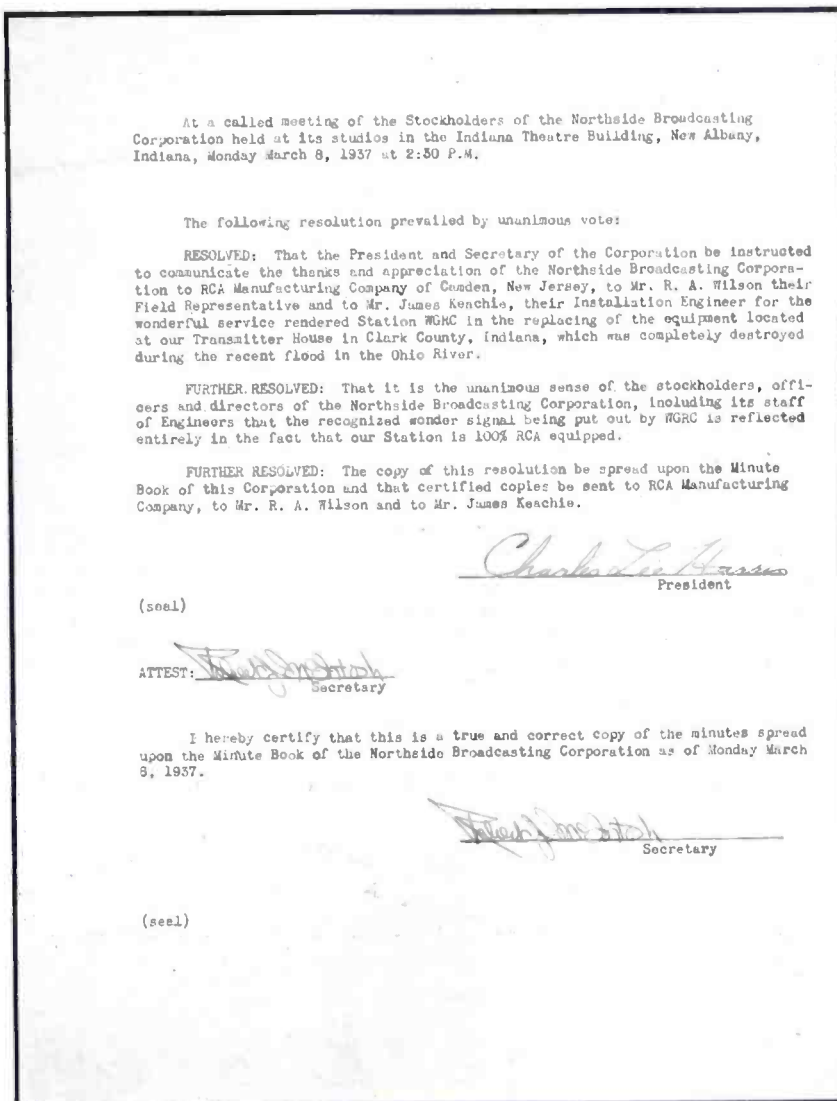 At a called meeting of the Stockholders of the Northside Broadcasting
Corporation held at its studios in the Indiana Theatre Building, New Albany,
Indiana, Monday March 8, 1937 at 2:30 P.M.
The following resolution prevailed by unanimous vote:
RESOLVED: That the President and Secretary of the Corporation be instructed
to communicate the thanks and appreciation of the Northside Broadcasting Corpora-
tion to RCA Manufacturing Company of Camden, New Jersey, to Mr. R. A. Wilson their
Field Representative and to Mr. James Keachie, their Installation Engineer for the
wonderful service rendered Station WGRC in the replacing of the equipment located
at our Transmitter House in Clark County, Indiana, which was completely destroyed
during the recent flood in the Ohio River.
FURTHER RESOLVED: That it is the unanimous sense of the stockholders, offi-
cers and directors of the Northside Broadcasting Corporation, including its staff
of Engineers that the recognized wonder signal being put out by WGRC is reflected
entirely in the fact that our Station is 100% RCA equipped.
FURTHER RESOLVED: The copy of this resolution be spread upon the Minute
Book of this Corporation and that certified copies be sent to RCA Manufacturing
Company, to Mr. R. A. Wilson and to Mr. James Keachie.
Charles Lee Harris
President
(seal)
ATTEST:
Secretary
I hereby certify that this is a true and correct copy of the minutes spread
upon the Minute Book of the Northside Broadcasting Corporation as of Monday March
8, 1937.
Secretary
(seel)